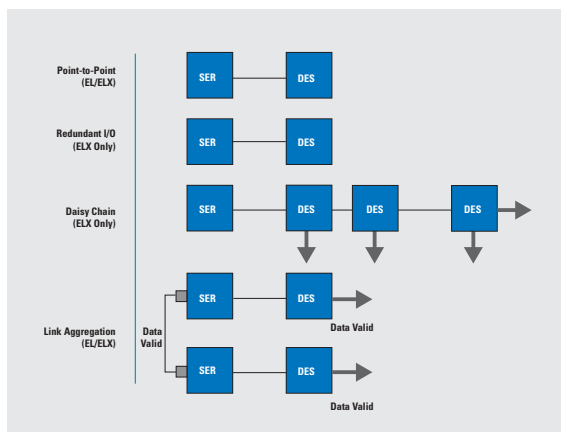 Point-to-Point
(EL/ELX)
SER
DES
Redundant I/O
(ELX Only)
SER
DES
Daisy Chain
(ELX Only)
SER
DES
DES
DES
Link Aggregation
(EL/ELX)
Data
Valid
SER
DES
Data Valid
SER
DES
Data Valid